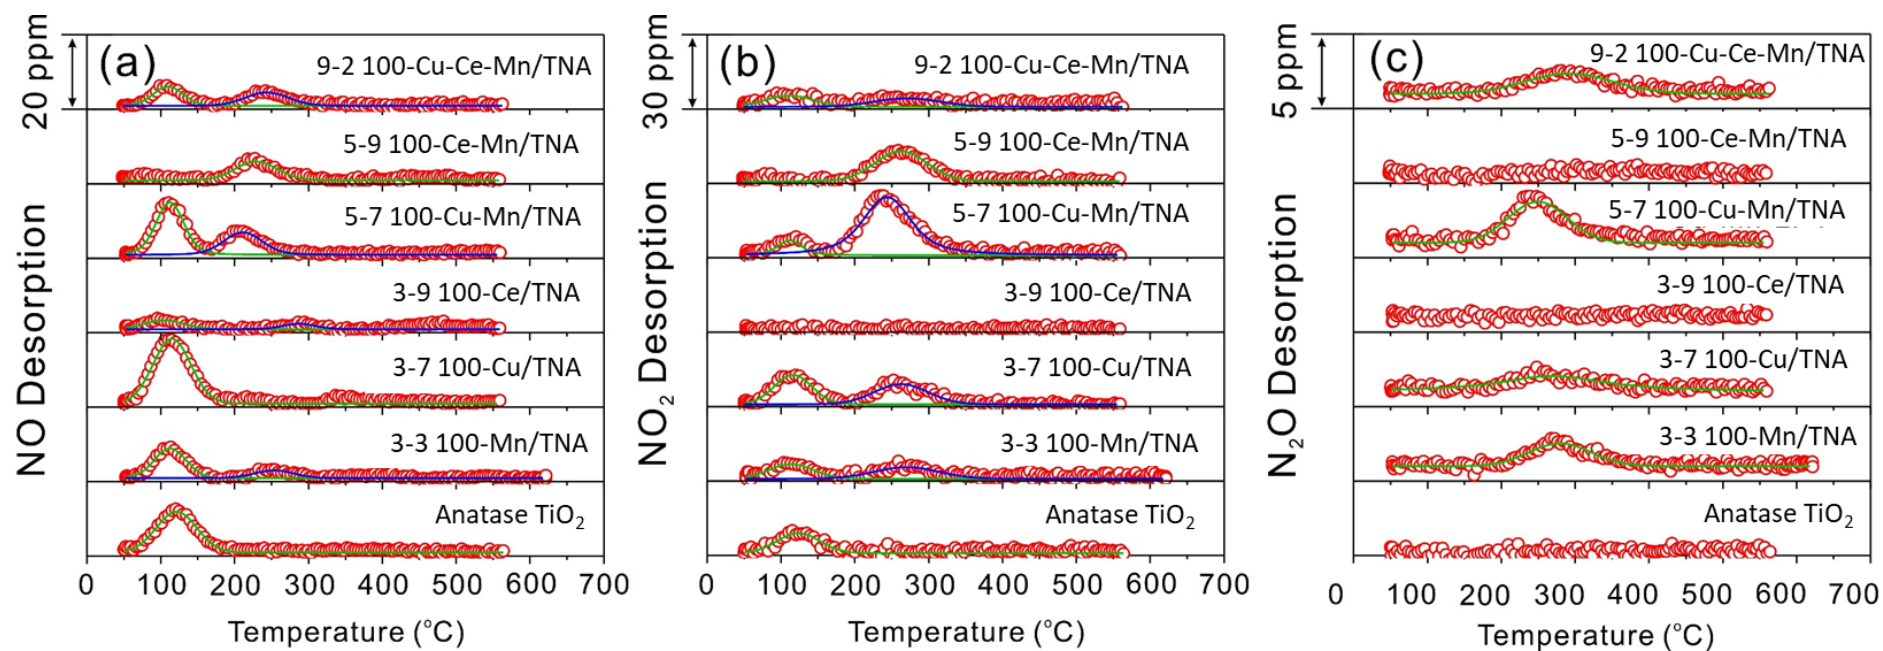 20 ppm
NO Desorption
(a)
9-2 100-Cu-Ce-Mn/TNA
5-9 100-Ce-Mn/TNA
5-7 100-Cu-Mn/TNA
3-9 100-Ce/TNA
3-7 100-Cu/TNA
3-3 100-Mn/TNA
Anatase TiO₂
0 100 200 300 400 500 600 700
Temperature (°C)
30 ppm
NO₂ Desorption
(b)
9-2 100-Cu-Ce-Mn/TNA
5-9 100-Ce-Mn/TNA
5-7 100-Cu-Mn/TNA
3-9 100-Ce/TNA
3-7 100-Cu/TNA
3-3 100-Mn/TNA
Anatase TiO₂
0 100 200 300 400 500 600 700
Temperature (°C)
5 ppm
N₂O Desorption
(c)
9-2 100-Cu-Ce-Mn/TNA
5-9 100-Ce-Mn/TNA
5-7 100-Cu-Mn/TNA
3-9 100-Ce/TNA
3-7 100-Cu/TNA
3-3 100-Mn/TNA
Anatase TiO₂
0 100 200 300 400 500 600 700
Temperature (°C)